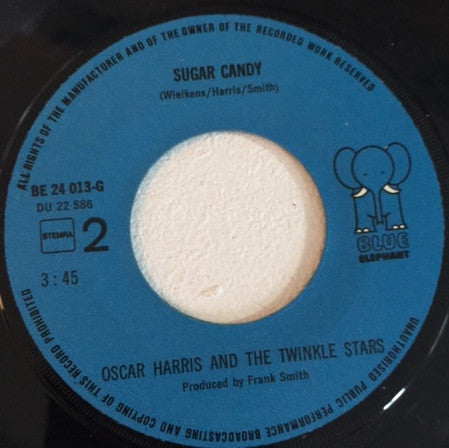 ALL RIGHTS OF THE MANUFACTURER AND OF THE OWNER OF THE RECORDED WORK RESERVED
SUGAR CANDY
(Wielkens/Harris/Smith)
BE 24 013-G
DU 22 586
STEMRA
2
3:45
BLUE
ELEPHANT
OSCAR HARRIS AND THE TWINKLE STARS
Produced by Frank Smith
UNAUTHORISED PUBLIC PERFORMANCE BROADCASTING AND COPYING OF THIS RECORD PROHIBITED